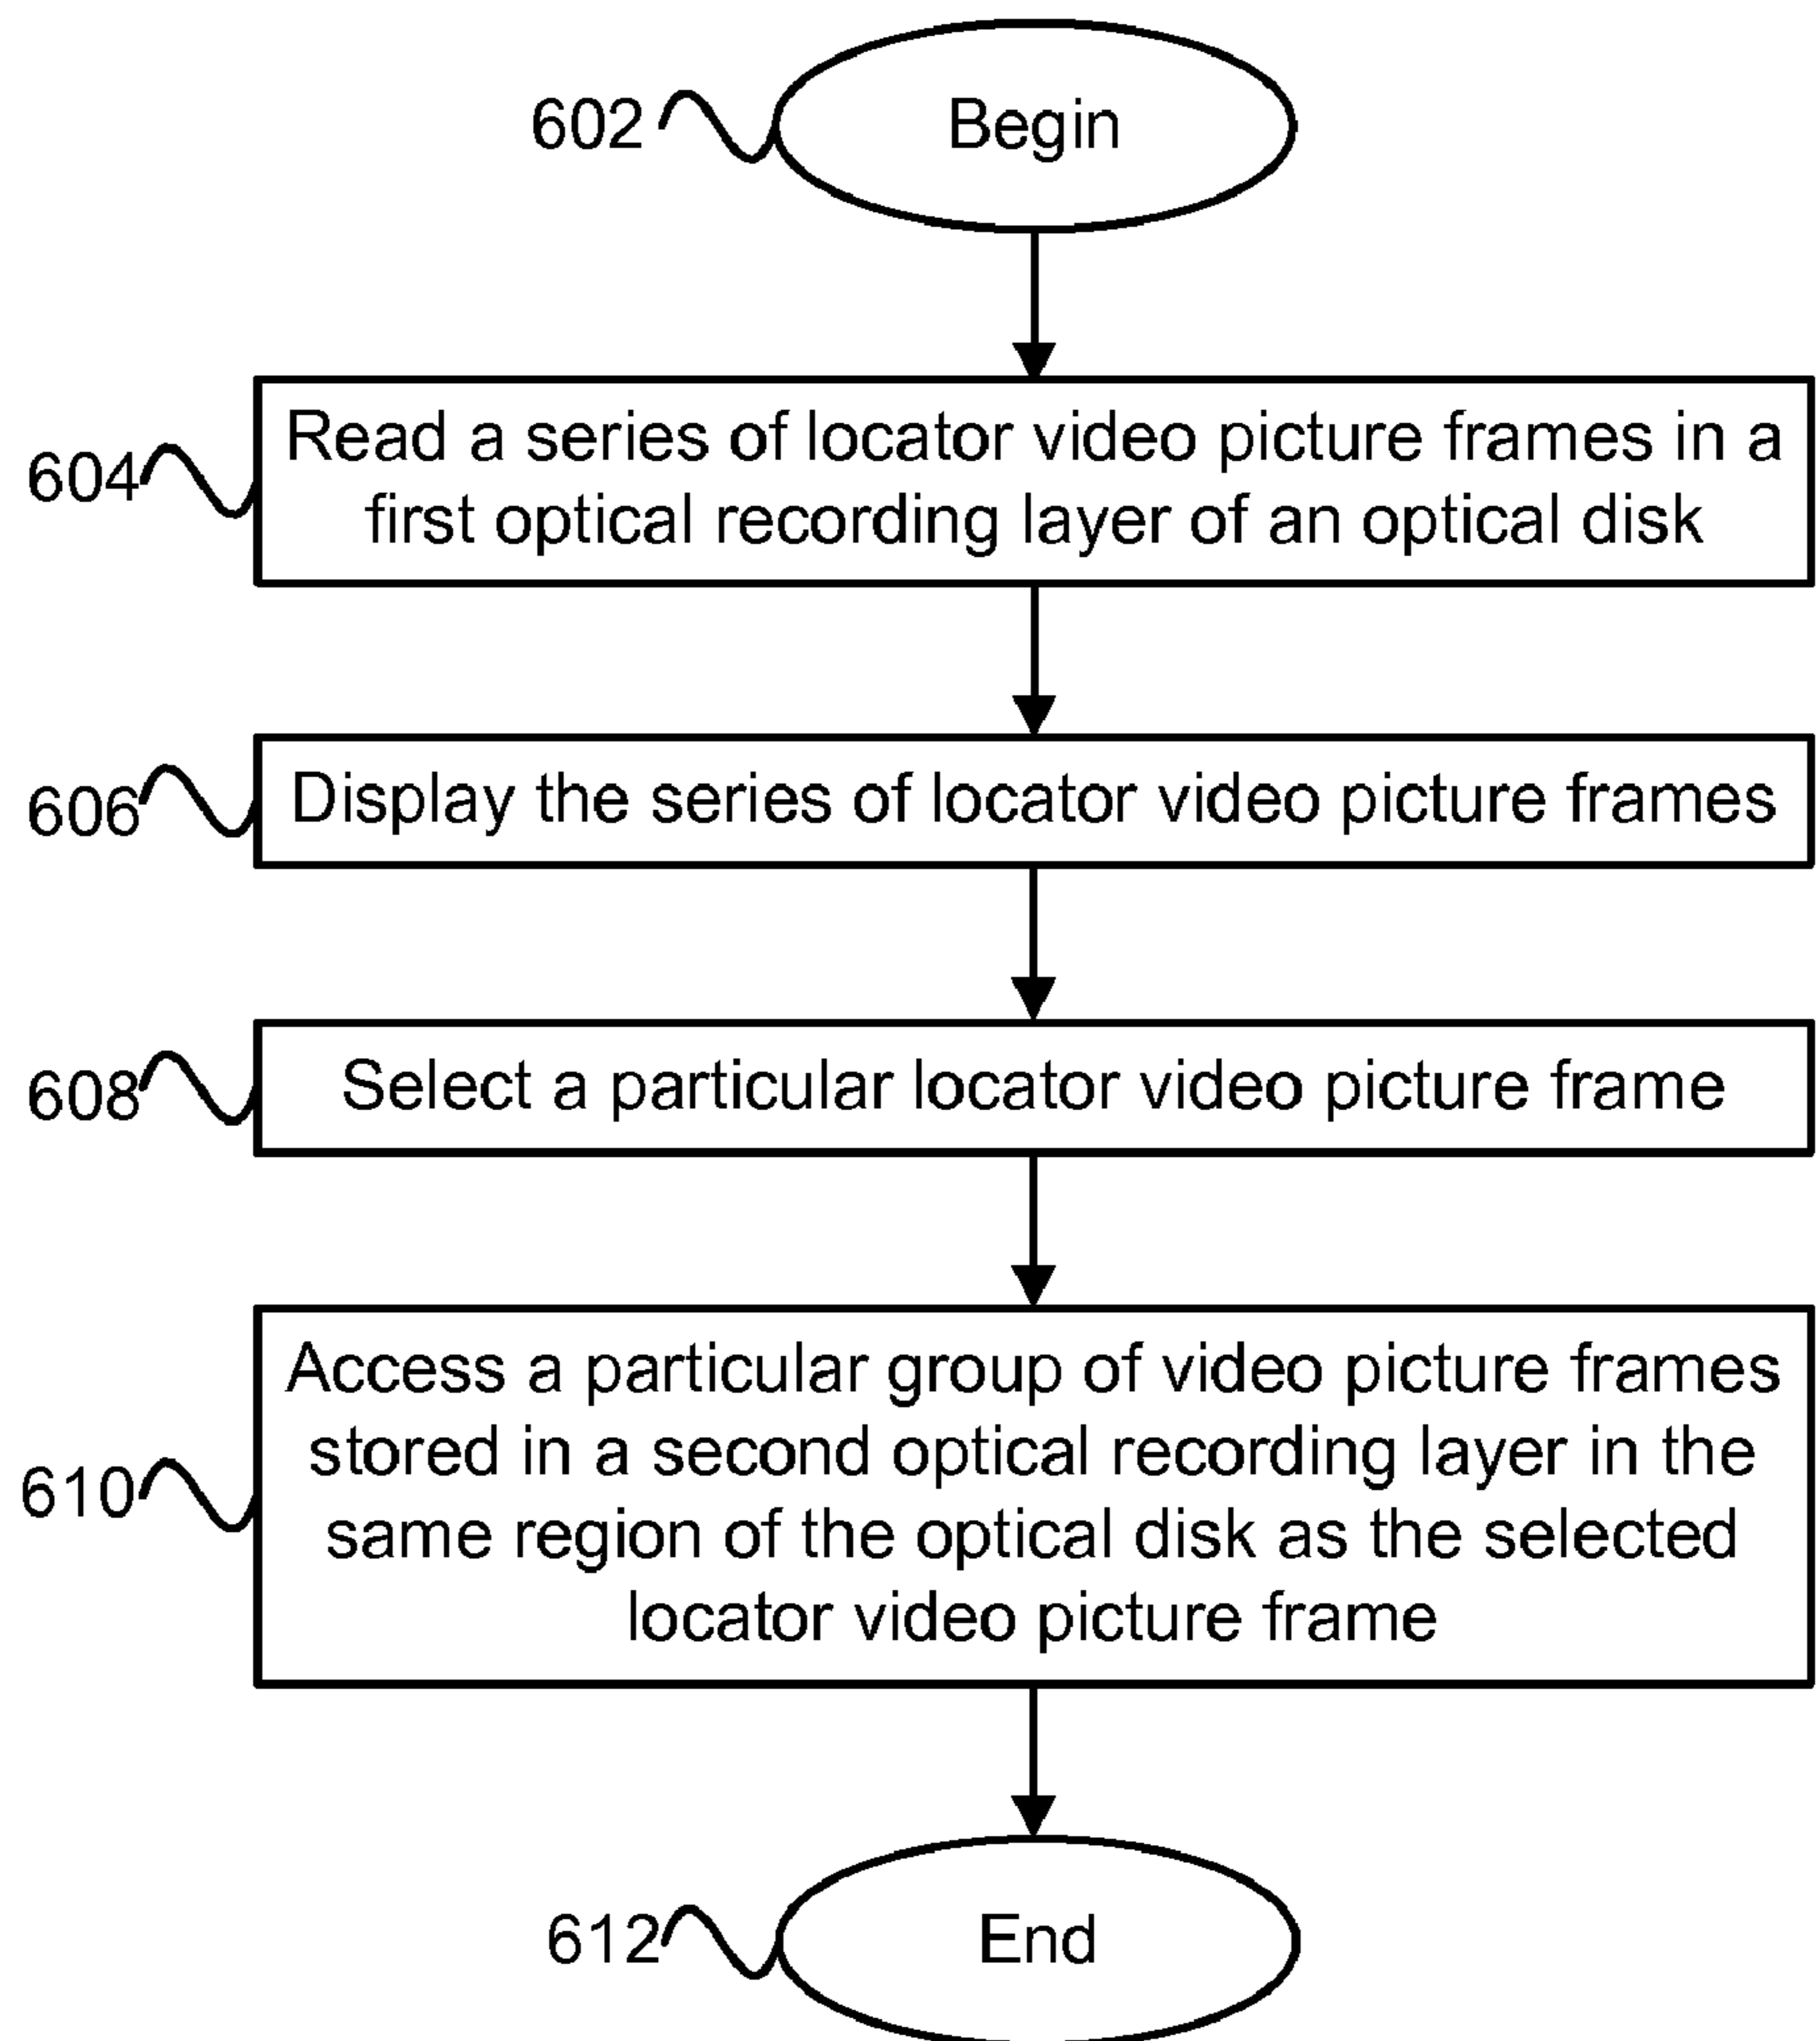 602
Begin
604
Read a series of locator video picture frames in a
first optical recording layer of an optical disk
606
Display the series of locator video picture frames
608
Select a particular locator video picture frame
610
Access a particular group of video picture frames
stored in a second optical recording layer in the
same region of the optical disk as the selected
locator video picture frame
612
End